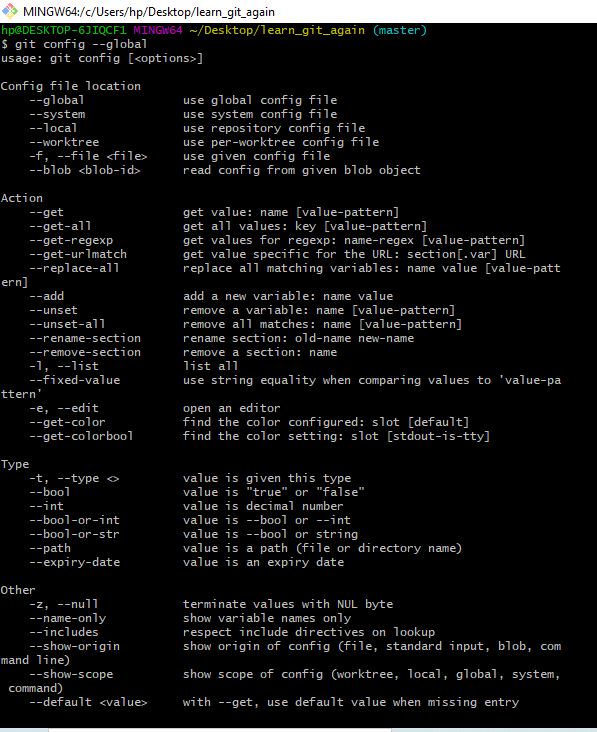 MINGW64:/c/Users/hp/Desktop/learn_git_again
hp@DESKTOP-6JIQCF1 MINGW64 ~/Desktop/learn_git_again (master)
$ git config --global
usage: git config [<options>]

Config file location
    --global              use global config file
    --system              use system config file
    --local               use repository config file
    --worktree            use per-worktree config file
    -f, --file <file>     use given config file
    --blob <blob-id>      read config from given blob object

Action
    --get                 get value: name [value-pattern]
    --get-all             get all values: key [value-pattern]
    --get-regexp          get values for regexp: name-regex [value-pattern]
    --get-urlmatch        get value specific for the URL: section[.var] URL
    --replace-all         replace all matching variables: name value [value-patt
ern]
    --add                 add a new variable: name value
    --unset               remove a variable: name [value-pattern]
    --unset-all           remove all matches: name [value-pattern]
    --rename-section      rename section: old-name new-name
    --remove-section      remove a section: name
    -l, --list            list all
    --fixed-value         use string equality when comparing values to 'value-pa
ttern'
    -e, --edit            open an editor
    --get-color           find the color configured: slot [default]
    --get-colorbool       find the color setting: slot [stdout-is-tty]

Type
    -t, --type <>         value is given this type
    --bool                value is "true" or "false"
    --int                 value is decimal number
    --bool-or-int         value is --bool or --int
    --bool-or-str         value is --bool or string
    --path                value is a path (file or directory name)
    --expiry-date         value is an expiry date

Other
    -z, --null            terminate values with NUL byte
    --name-only           show variable names only
    --includes            respect include directives on lookup
    --show-origin         show origin of config (file, standard input, blob, com
mand line)
    --show-scope          show scope of config (worktree, local, global, system,
 command)
    --default <value>     with --get, use default value when missing entry